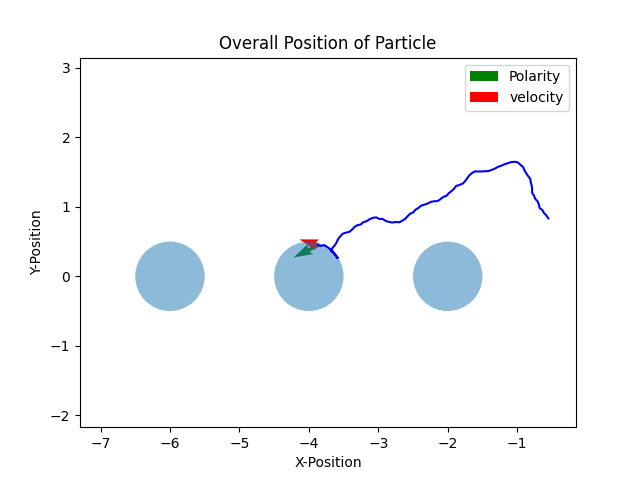 Overall Position of Particle
Polarity
velocity
3
2
1
0
−1
−2
Y-Position
−7 −6 −5 −4 −3 −2 −1
X-Position